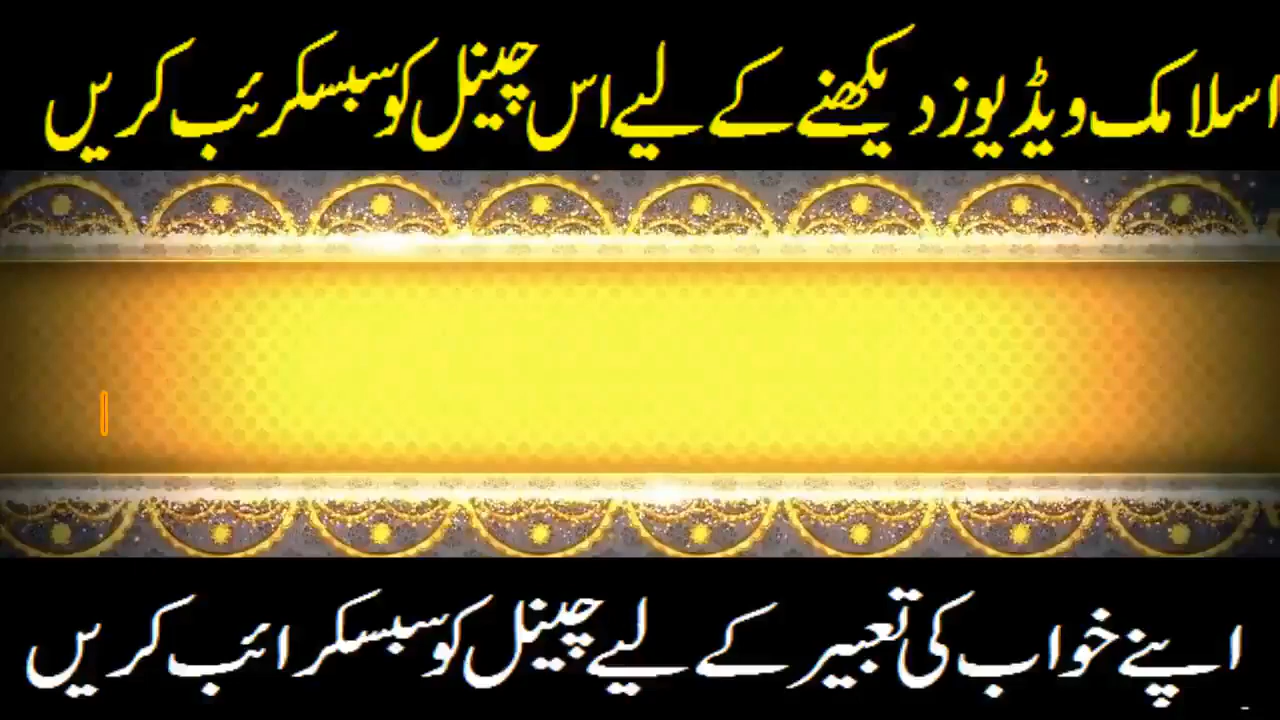 اسلامک ویڈیوز دیکھنے کے لیے اس چینل کو سبسکرئب کریں
اپنے خواب کی تعبیر کے لیے چینل کو سبسکرائب کریں